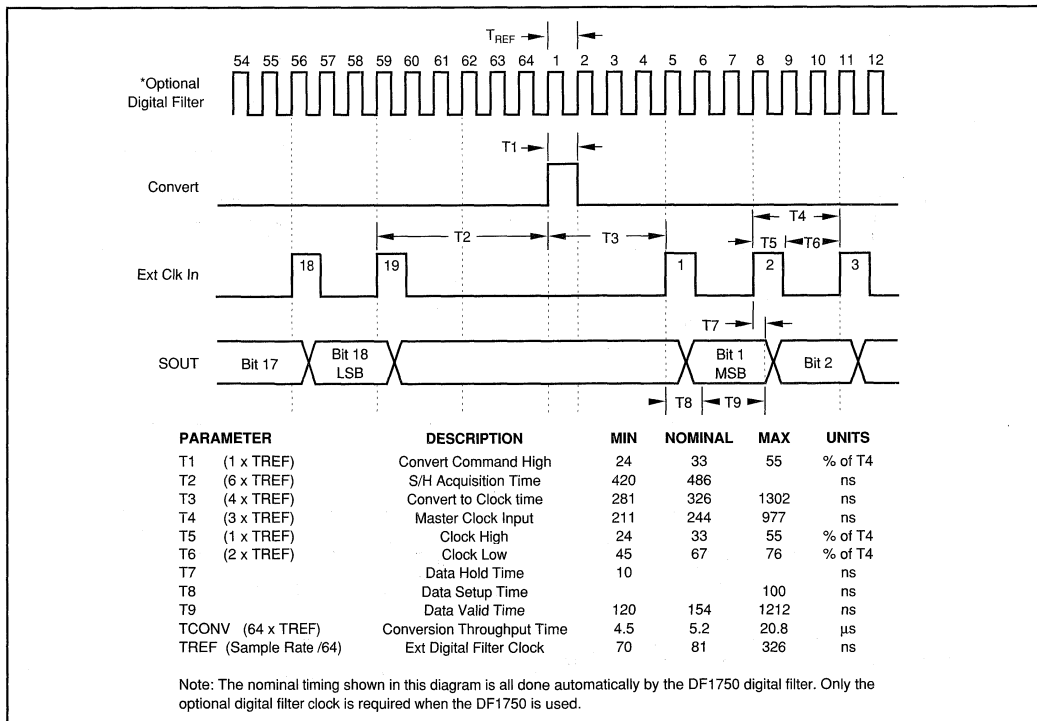 TREF
54 55 56 57 58 59 60 61 62 63 64 1 2 3 4 5 6 7 8 9 10 11 12
*Optional
Digital Filter
T1
Convert
T4
T2 T3 T5 T6
Ext Clk In 18 19 1 2 3
T7
SOUT Bit 17 Bit 18 Bit 1 Bit 2
LSB MSB
T8 T9
PARAMETER DESCRIPTION MIN NOMINAL MAX UNITS
T1 (1 x TREF) Convert Command High 24 33 55 % of T4
T2 (6 x TREF) S/H Acquisition Time 420 486 ns
T3 (4 x TREF) Convert to Clock time 281 326 1302 ns
T4 (3 x TREF) Master Clock Input 211 244 977 ns
T5 (1 x TREF) Clock High 24 33 55 % of T4
T6 (2 x TREF) Clock Low 45 67 76 % of T4
T7 Data Hold Time 10 ns
T8 Data Setup Time 100 ns
T9 Data Valid Time 120 154 1212 ns
TCONV (64 x TREF) Conversion Throughput Time 4.5 5.2 20.8 µs
TREF (Sample Rate /64) Ext Digital Filter Clock 70 81 326 ns
Note: The nominal timing shown in this diagram is all done automatically by the DF1750 digital filter. Only the
optional digital filter clock is required when the DF1750 is used.